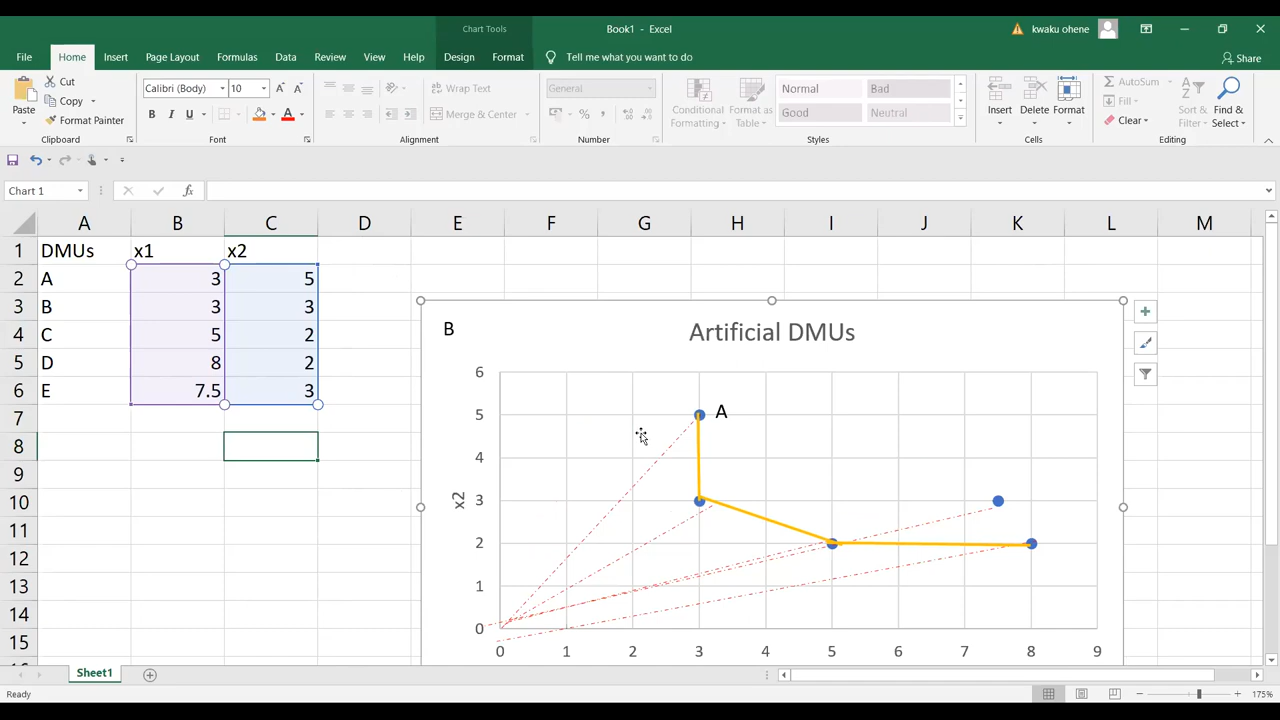 Chart Tools
Book1 - Excel
kwaku ohene
File Home Insert Page Layout Formulas Data Review View Help Design Format Tell me what you want to do Share
Paste
Cut
Copy
Format Painter
Clipboard
Calibri (Body) 10
B I U
Font
Wrap Text
Merge & Center
Alignment
General
Number
Conditional Formatting
Format as Table
Normal Bad
Good Neutral
Styles
Insert Delete Format
Cells
AutoSum
Fill
Clear
Sort & Filter
Find & Select
Editing
Chart 1
fx
A B C D E F G H I J K L M
1 DMUs x1 x2
2 A 3 5
3 B 3 3
4 C 5 2
5 D 8 2
6 E 7.5 3
7
8
9
10
11
12
13
14
15
B
Artificial DMUs
6
5
4
3
2
1
0
x2
A
0 1 2 3 4 5 6 7 8 9
Sheet1
Ready
175%